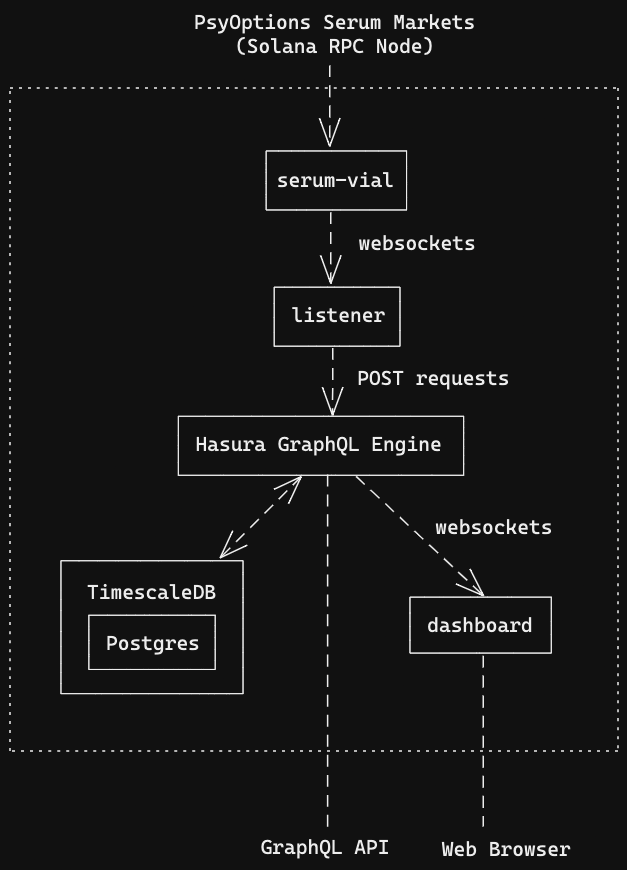 PsyOptions Serum Markets
(Solana RPC Node)
serum-vial
websockets
listener
POST requests
Hasura GraphQL Engine
websockets
TimescaleDB
Postgres
dashboard
GraphQL API
Web Browser